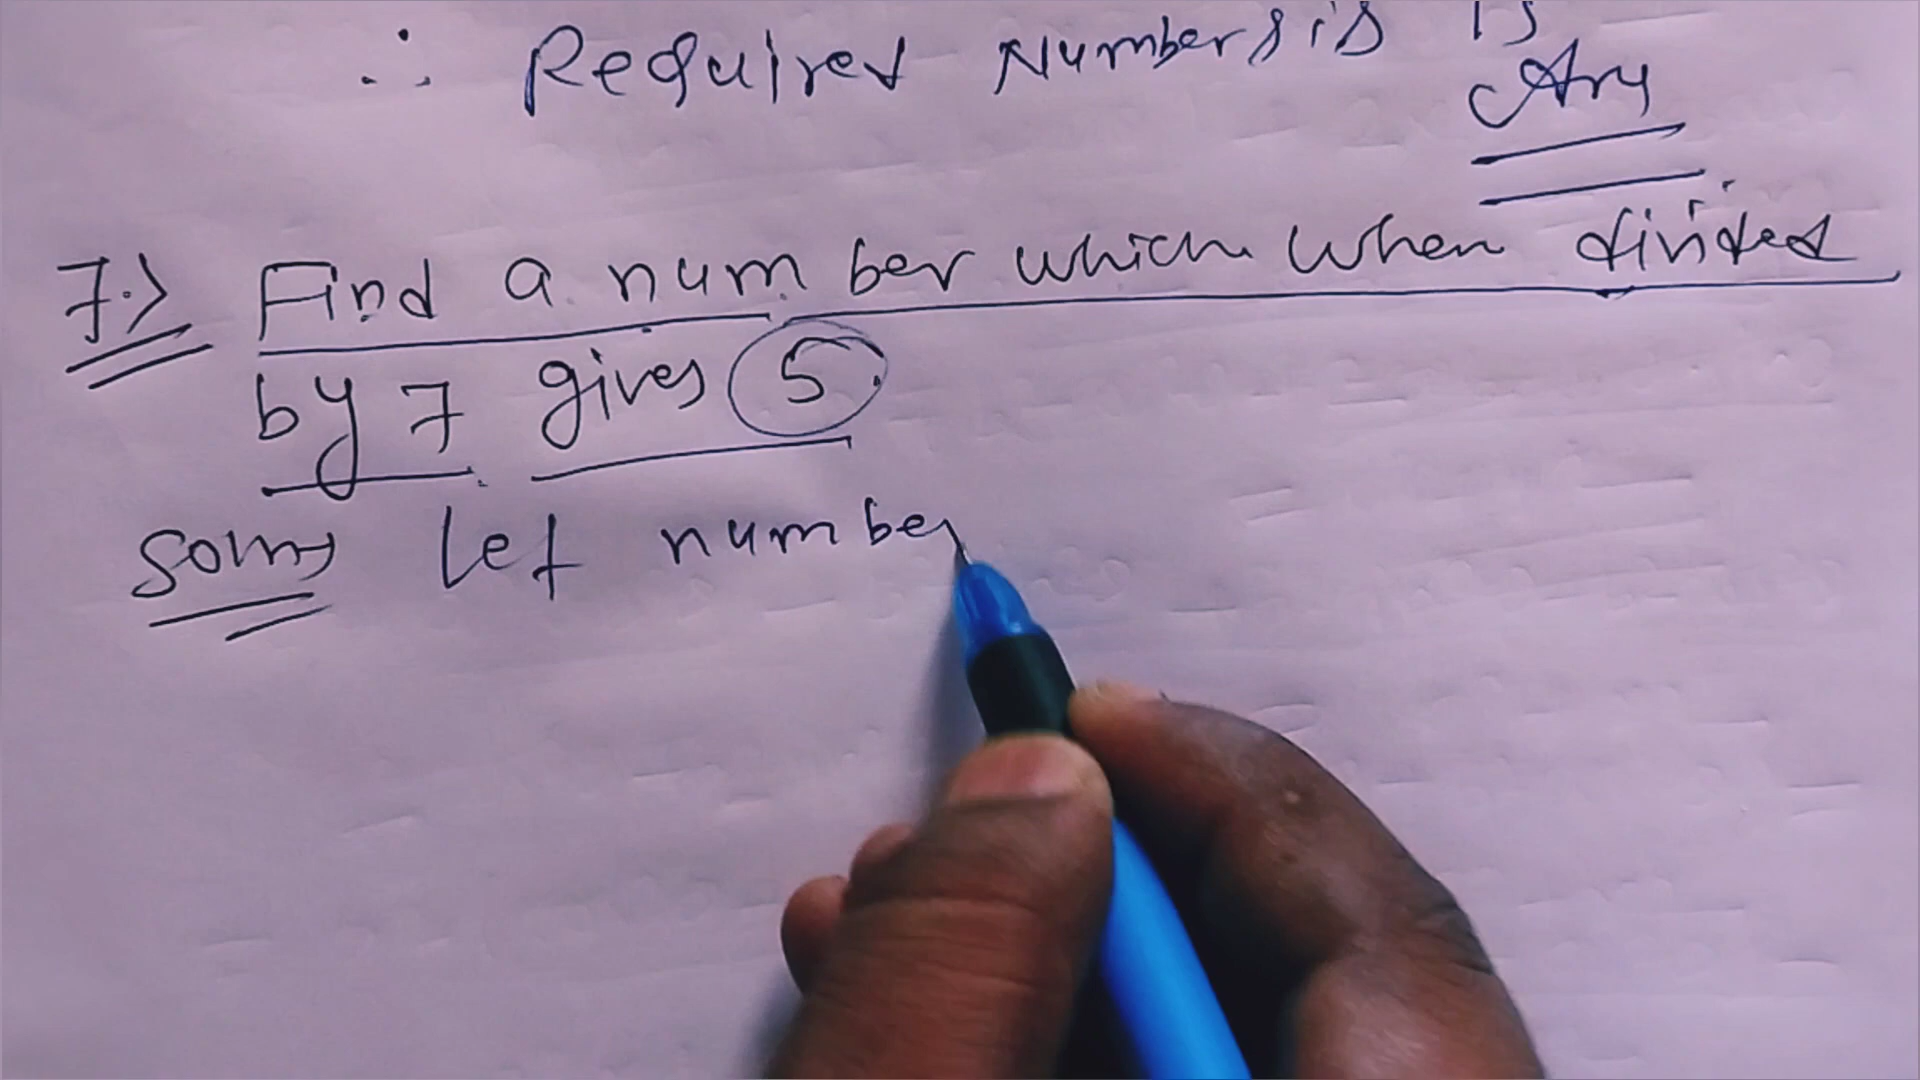 ∴ Required Numbers is 15
Ans
7.> Find a number which when divided
by 7 gives 5.
Soln> Let number